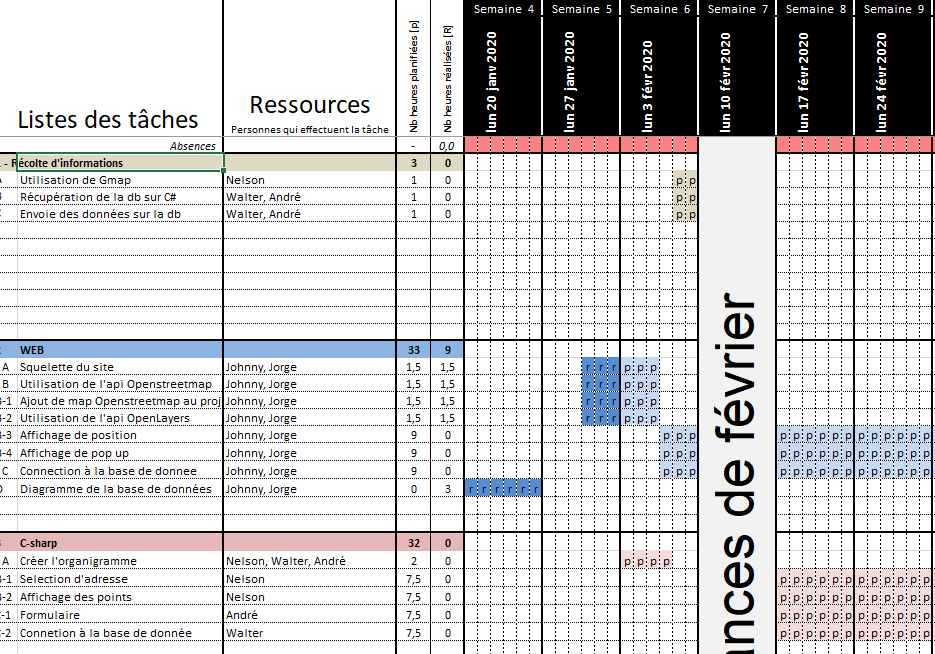 Semaine 4 Semaine 5 Semaine 6 Semaine 7 Semaine 8 Semaine 9
Listes des tâches Ressources Nb heures planifiées [p] Nb heures réalisées [R] lun 20 janv 2020 lun 27 janv 2020 lun 3 févr 2020 lun 10 févr 2020 lun 17 févr 2020 lun 24 févr 2020
Personnes qui effectuent la tâche
Absences - 0,0
- Récolte d'informations 3 0
Utilisation de Gmap Nelson 1 0 p p
Récupération de la db sur C# Walter, André 1 0 p p
Envoie des données sur la db Walter, André 1 0 p p
ances de février
WEB 33 9
A Squelette du site Johnny, Jorge 1,5 1,5 r r r p p p
B Utilisation de l'api Openstreetmap Johnny, Jorge 1,5 1,5 r r r p p p
B-1 Ajout de map Openstreetmap au proj Johnny, Jorge 1,5 1,5 r r r p p p
B-2 Utilisation de l'api OpenLayers Johnny, Jorge 1,5 1,5 r r r p p p
B-3 Affichage de position Johnny, Jorge 9 0 p p p p p p p p p p p p p p p
B-4 Affichage de pop up Johnny, Jorge 9 0 p p p p p p p p p p p p p p p
C Connection à la base de donnee Johnny, Jorge 9 0 p p p p p p p p p p p p p p p
D Diagramme de la base de données Johnny, Jorge 0 3 r r r r r r
C-sharp 32 0
A Créer l'organigramme Nelson, Walter, André 2 0 p p p p
B-1 Selection d'adresse Nelson 7,5 0 p p p p p p p p p p p p
B-2 Affichage des points Nelson 7,5 0 p p p p p p p p p p p p
C-1 Formulaire André 7,5 0 p p p p p p p p p p p p
C-2 Connetion à la base de donnée Walter 7,5 0 p p p p p p p p p p p p